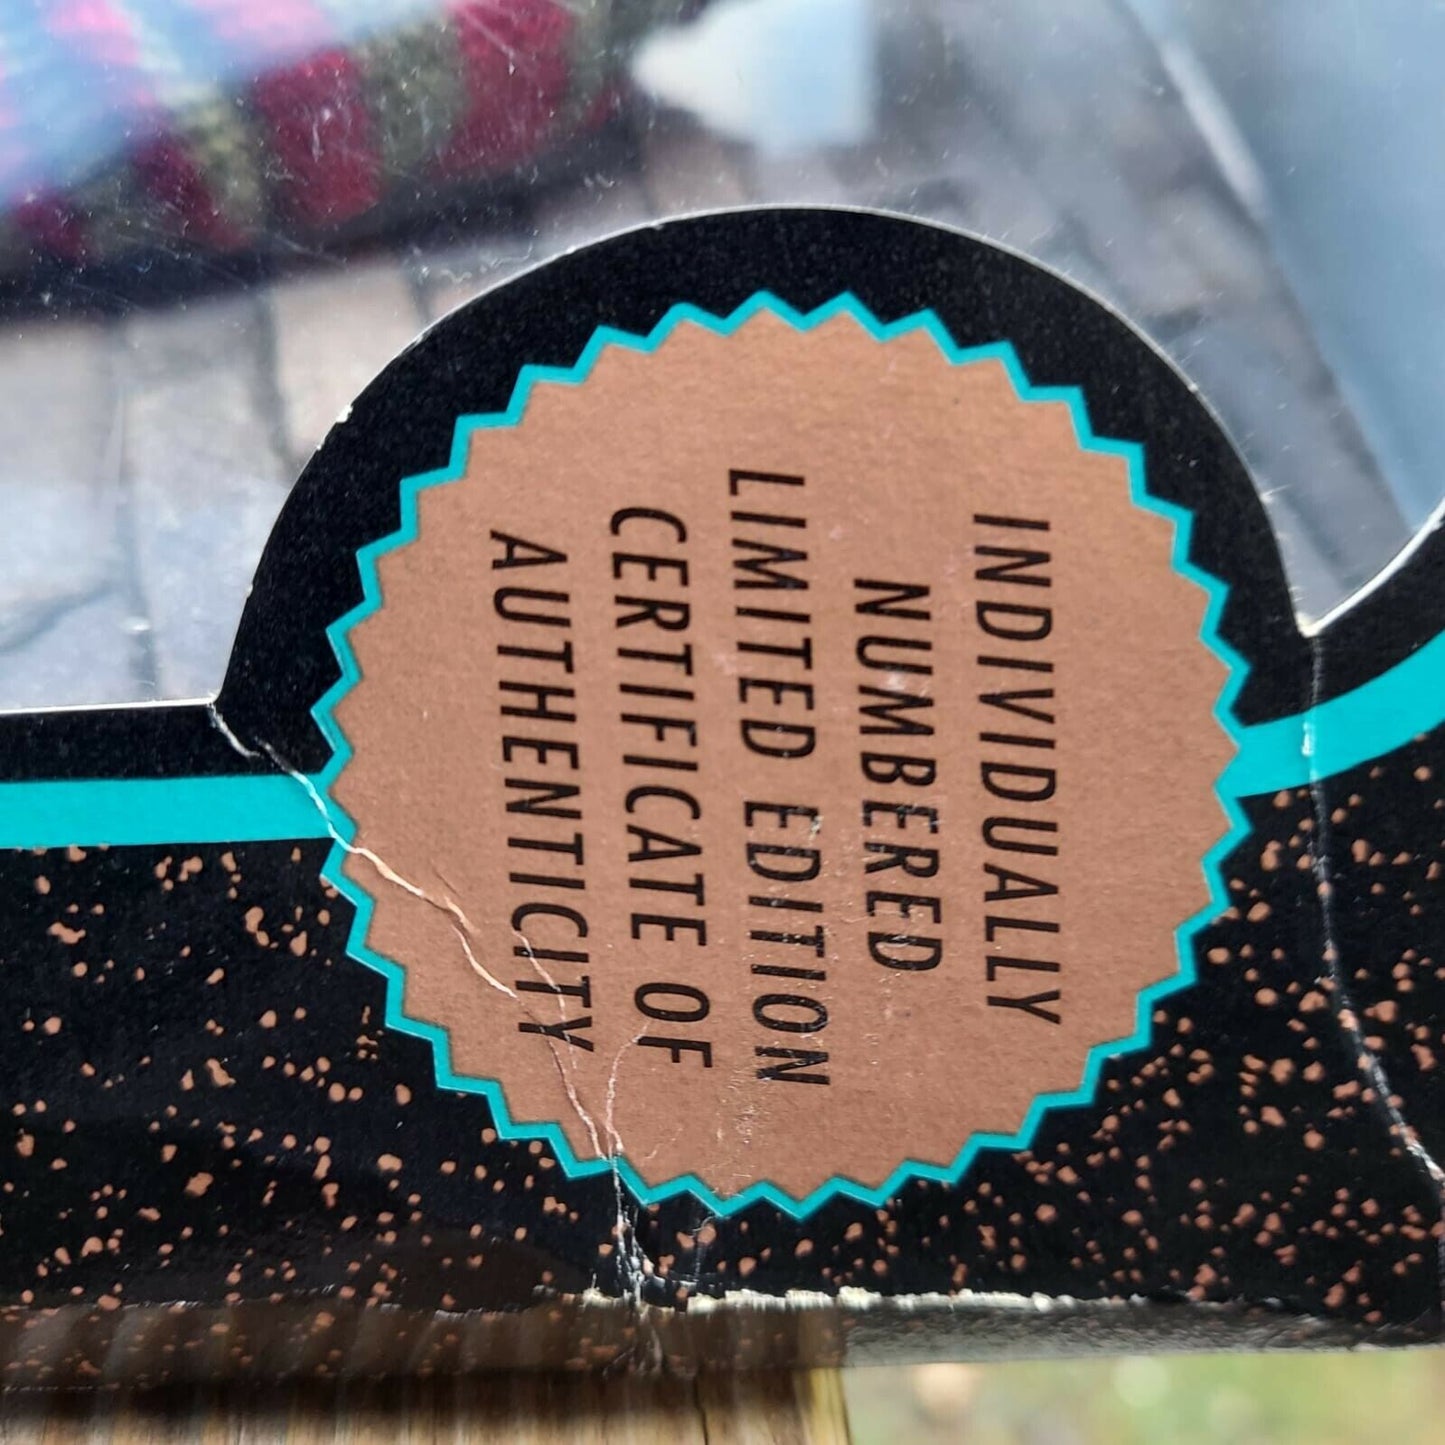 INDIVIDUALLY
NUMBERED
LIMITED EDITION
CERTIFICATE OF
AUTHENTICITY